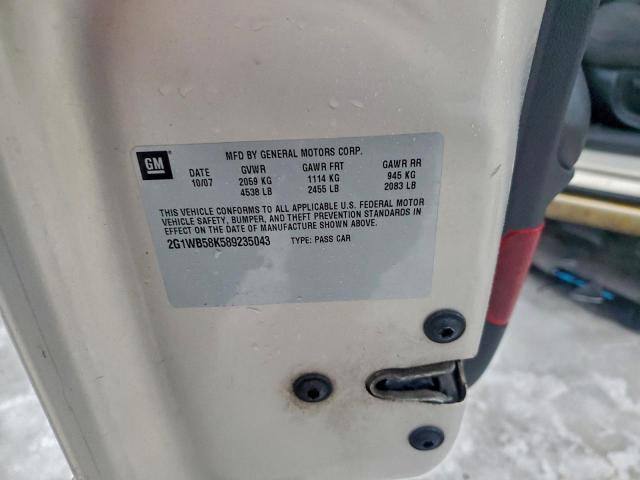 GM
MFD BY GENERAL MOTORS CORP.
DATE GVWR GAWR FRT GAWR RR
10/07 2059 KG 1114 KG 945 KG
4538 LB 2455 LB 2083 LB
THIS VEHICLE CONFORMS TO ALL APPLICABLE U.S. FEDERAL MOTOR
VEHICLE SAFETY, BUMPER, AND THEFT PREVENTION STANDARDS IN
EFFECT ON THE DATE OF MANUFACTURE SHOWN ABOVE.
2G1WB58K589235043 TYPE: PASS CAR